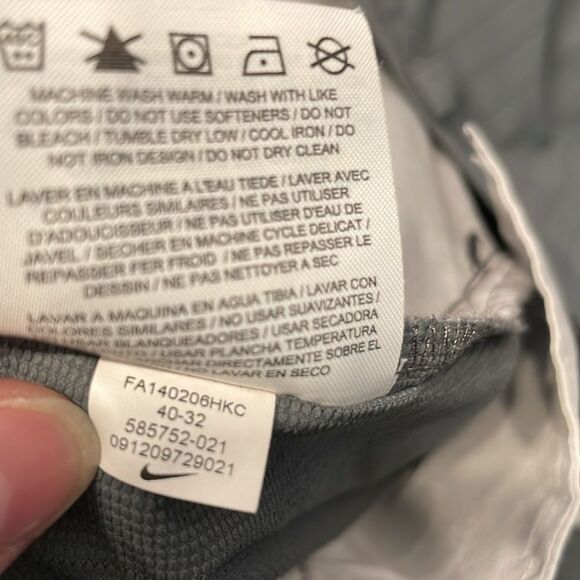 MACHINE WASH WARM / WASH WITH LIKE
COLORS / DO NOT USE SOFTENERS / DO NOT
BLEACH / TUMBLE DRY LOW / COOL IRON / DO
NOT IRON DESIGN / DO NOT DRY CLEAN
LAVER EN MACHINE A L'EAU TIEDE / LAVER AVEC
COULEURS SIMILAIRES / NE PAS UTILISER
D'ADOUCISSEUR / NE PAS UTILISER D'EAU DE
JAVEL / SECHER EN MACHINE CYCLE DELICAT /
REPASSER FER FROID / NE PAS REPASSER LE
DESSIN / NE PAS NETTOYER A SEC
LAVAR A MAQUINA EN AGUA TIBIA / LAVAR CON
COLORES SIMILARES / NO USAR SUAVIZANTES /
USAR SECADORA
USAR PLANCHA TEMPERATURA
DIRECTAMENTE SOBRE EL
EN SECO
FA140206HKC
40-32
585752-021
091209729021